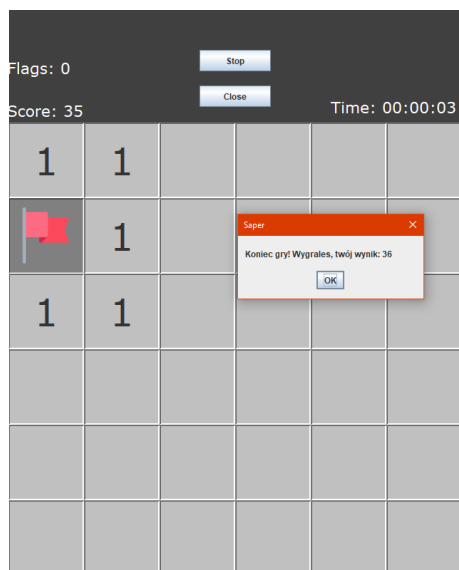 Stop
Flags: 0
Close
Score: 35
Time: 00:00:03
1 1
Saper
1
Koniec gry! Wygrales, twój wynik: 36
OK
1 1